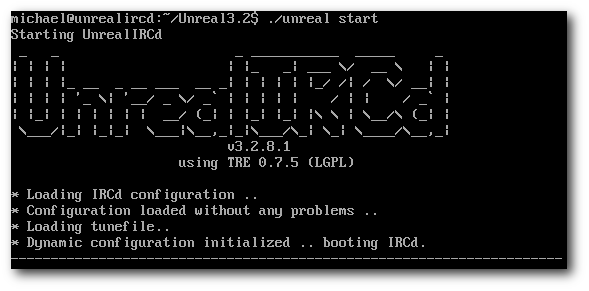 michael@unrealircd:~/Unreal3.2$ ./unreal start
Starting UnrealIRCd
UnrealIRCd
v3.2.8.1
using TRE 0.7.5 (LGPL)
* Loading IRCd configuration ..
* Configuration loaded without any problems ..
* Loading tunefile..
* Dynamic configuration initialized .. booting IRCd.